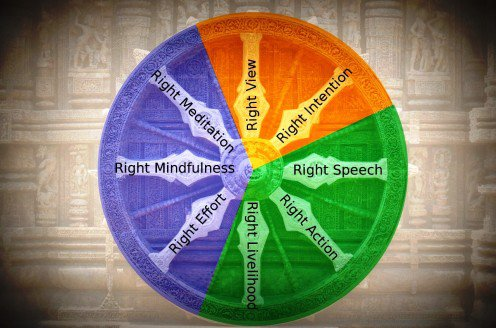 Right View
Right Intention
Right Speech
Right Action
Right Livelihood
Right Effort
Right Mindfulness
Right Meditation